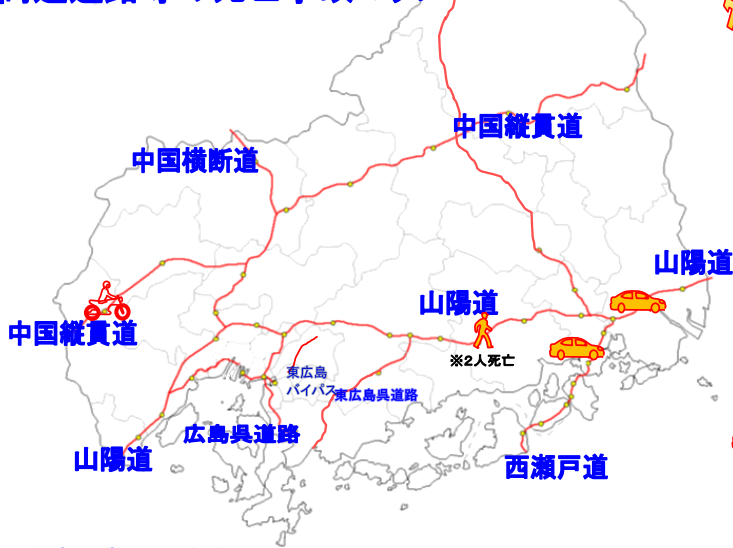 中国縦貫道
中国横断道
山陽道
山陽道
中国縦貫道
※2人死亡
東広島
バイパス
東広島呉道路
広島呉道路
山陽道
西瀬戸道